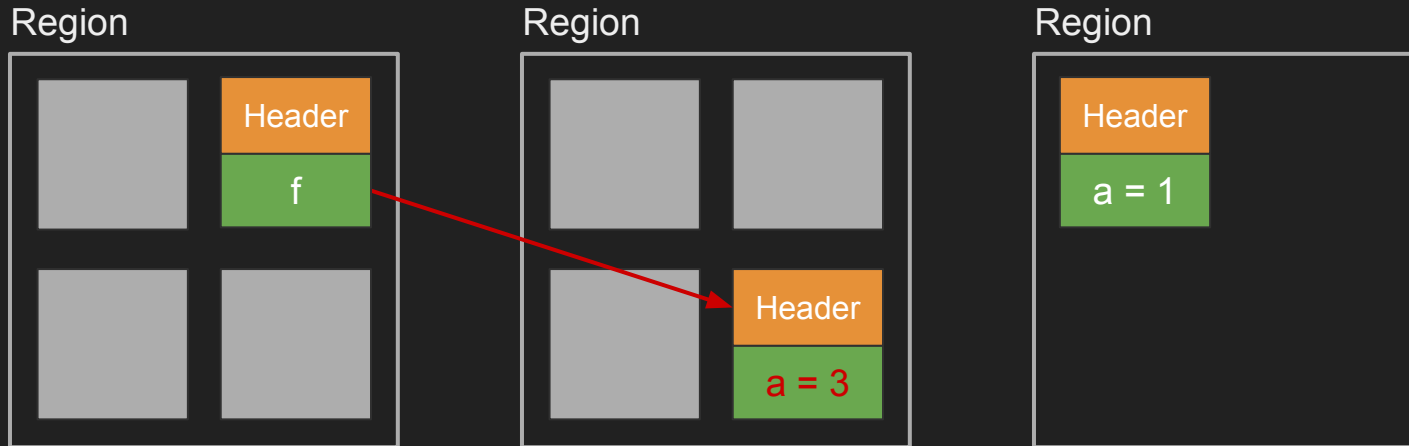 Region
Region
Region
Header
f
Header
a = 3
Header
a = 1